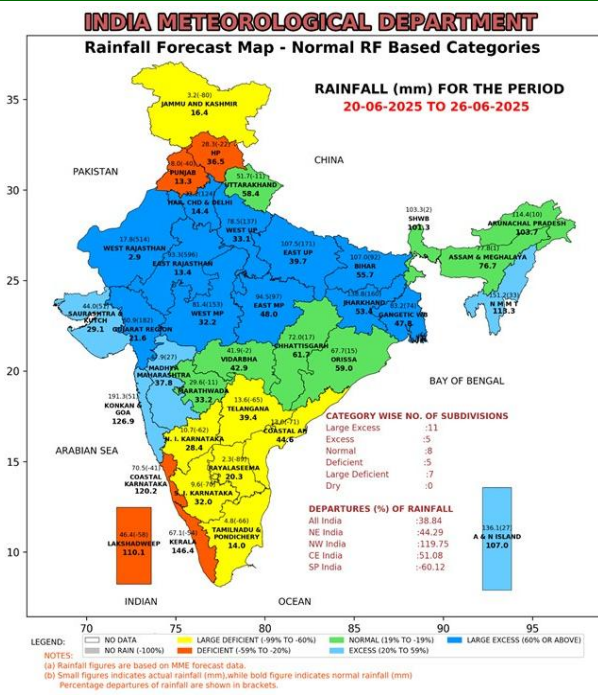 INDIA METEOROLOGICAL DEPARTMENT
Rainfall Forecast Map - Normal RF Based Categories
RAINFALL (mm) FOR THE PERIOD
20-06-2025 TO 26-06-2025
35
30
25
20
15
10
3.2(-80)
JAMMU AND KASHMIR
16.4
28.3(-22)
HP
36.5
8.0(-40)
PUNJAB
13.3
PAKISTAN
CHINA
51.7(-11)
UTTARAKHAND
58.4
HAR. CHD & DELHI
14.4
78.5(137)
WEST UP
33.1
103.3(2)
SHWB
101.3
114.4(10)
ARUNACHAL PRADESH
103.7
17.8(514)
WEST RAJASTHAN
2.9
93.3(596)
EAST RAJASTHAN
13.4
107.5(171)
EAST UP
39.7
107.0(92)
BIHAR
55.7
77.8(1)
ASSAM & MEGHALAYA
76.7
44.0(51)
SAURASHTRA &
KUTCH
29.1
60.9(182)
GUJARAT REGION
21.6
81.4(153)
WEST MP
32.2
94.5(97)
EAST MP
48.0
138.8(160)
JHARKHAND
53.4
83.2(74)
GANGETIC WB
47.8
151.2(33)
N M M T
113.3
(27)
MADHYA
MAHARASHTRA
37.8
41.9(-2)
VIDARBHA
42.9
72.0(17)
CHHATTISGARH
61.7
67.7(15)
ORISSA
59.0
29.6(-11)
MARATHWADA
33.2
BAY OF BENGAL
191.3(51)
KONKAN &
GOA
126.9
13.6(-65)
TELANGANA
39.4
(-71)
COASTAL AP
44.6
10.7(-62)
N. I. KARNATAKA
28.4
ARABIAN SEA
70.5(-41)
COASTAL
KARNATAKA
120.2
2.3(-89)
RAYALASEEMA
20.3
9.6(-70)
S. I. KARNATAKA
32.0
46.4(-58)
LAKSHADWEEP
110.1
67.1(-54)
KERALA
146.4
4.8(-66)
TAMILNADU &
PONDICHERY
14.0
136.1(27)
A & N ISLAND
107.0
CATEGORY WISE NO. OF SUBDIVISIONS
Large Excess :11
Excess :5
Normal :8
Deficient :5
Large Deficient :7
Dry :0
DEPARTURES (%) OF RAINFALL
All India :38.84
NE India :-44.29
NW India :119.75
CE India :51.08
SP India :-60.12
INDIAN OCEAN
70 75 80 85 90 95
LEGEND: NO DATA LARGE DEFICIENT (-99% TO -60%) NORMAL (19% TO -19%) LARGE EXCESS (60% OR ABOVE)
NO RAIN (-100%) DEFICIENT (-59% TO -20%) EXCESS (20% TO 59%)
NOTES:
(a) Rainfall figures are based on MME forecast data.
(b) Small figures indicates actual rainfall (mm),while bold figure indicates normal rainfall (mm)
Percentage departures of rainfall are shown in brackets.